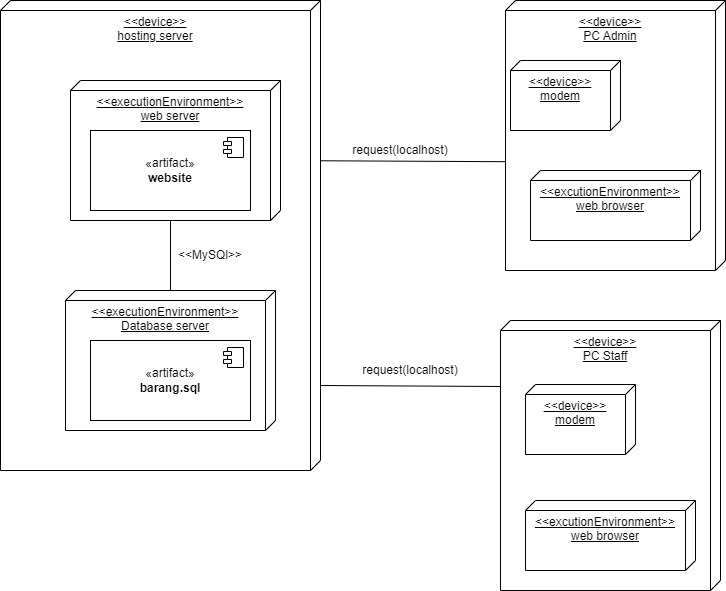 <<device>>
hosting server
<<executionEnvironment>>
web server
«artifact»
website
<<MySQl>>
<<executionEnvironment>>
Database server
«artifact»
barang.sql
request(localhost)
request(localhost)
<<device>>
PC Admin
<<device>>
modem
<<excutionEnvironment>>
web browser
<<device>>
PC Staff
<<device>>
modem
<<excutionEnvironment>>
web browser